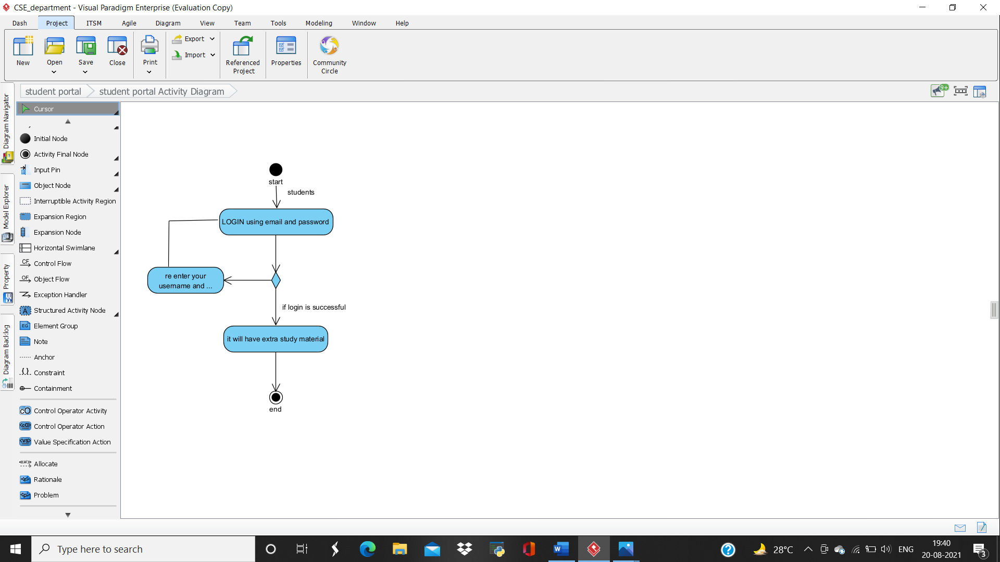 CSE_department - Visual Paradigm Enterprise (Evaluation Copy)
Dash Project ITSM Agile Diagram View Team Tools Modeling Window Help
New
Open
Save
Close
Print
Export
Import
Referenced
Project
Properties
Community
Circle
student portal
student portal Activity Diagram
9+
Diagram Navigator
Model Explorer
Property
Diagram Backlog
Cursor
Initial Node
Activity Final Node
Input Pin
Object Node
Interruptible Activity Region
Expansion Region
Expansion Node
Horizontal Swimlane
CF Control Flow
OF Object Flow
Exception Handler
A Structured Activity Node
EG Element Group
Note
Anchor
{} Constraint
Containment
cO Control Operator Activity
<cO> Control Operator Action
<VS> Value Specification Action
Allocate
<r> Rationale
<p> Problem
start
students
LOGIN using email and password
re enter your
username and ...
if login is successful
it will have extra study material
end
Type here to search
28°C
ENG
19:40
20-08-2021
3